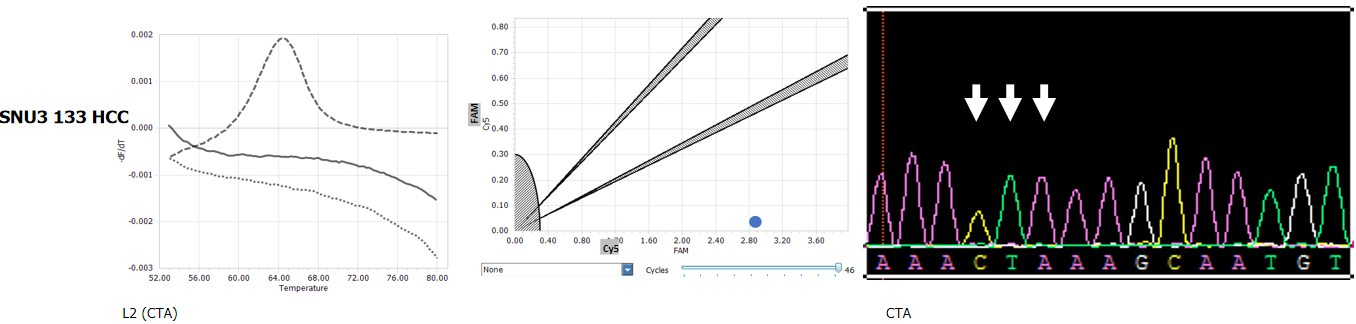 SNU3 133 HCC
-dF/dT
0.002
0.001
0.000
-0.001
-0.002
-0.003
52.00 56.00 60.00 64.00 68.00 72.00 76.00 80.00
Temperature
L2 (CTA)
FAM
Cy5
0.80
0.70
0.60
0.50
0.40
0.30
0.20
0.10
0.00
0.00 0.40 0.80 1.20 1.60 2.00 2.40 2.80 3.20 3.60
Cy5
FAM
None
Cycles
46
A A A C T A A A G C A A T G T
CTA